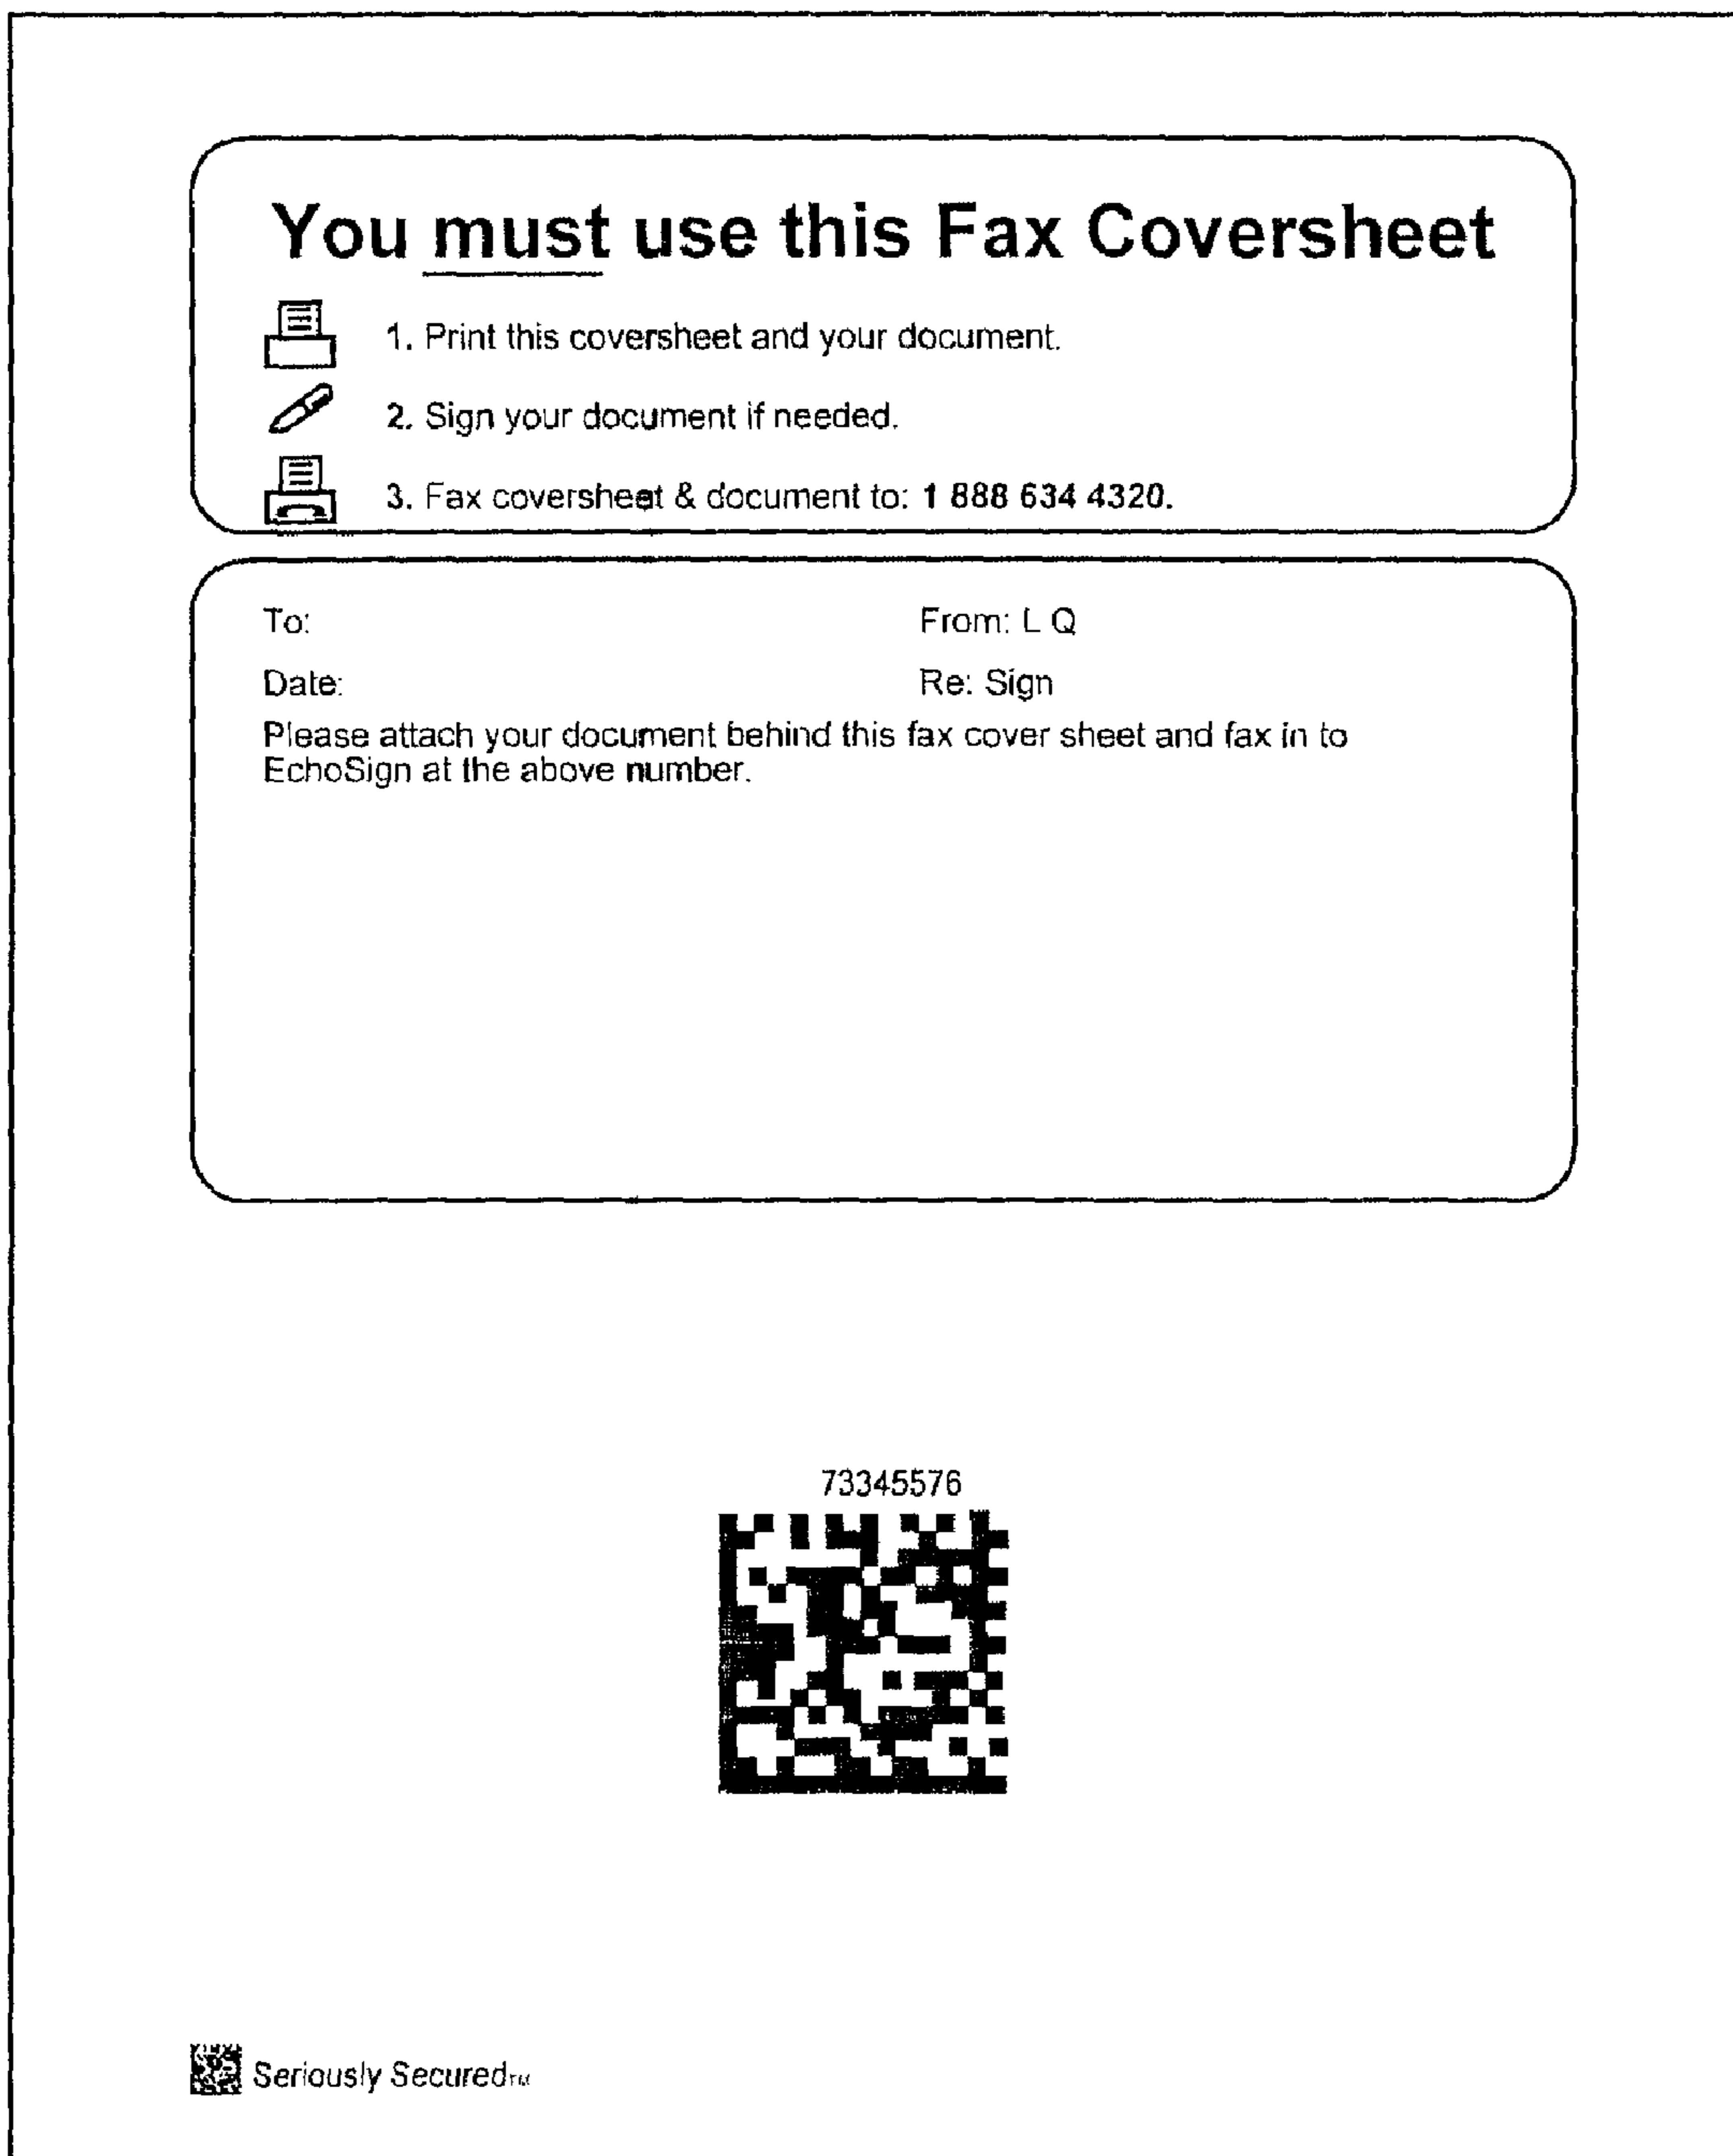 You must use this Fax Coversheet
1. Print this coversheet and your document.
2. Sign your document if needed.
3. Fax coversheet & document to: 1 888 634 4320.
To:
From: L Q
Date:
Re: Sign
Please attach your document behind this fax cover sheet and fax in to
EchoSign at the above number.
73345576
Seriously Secured